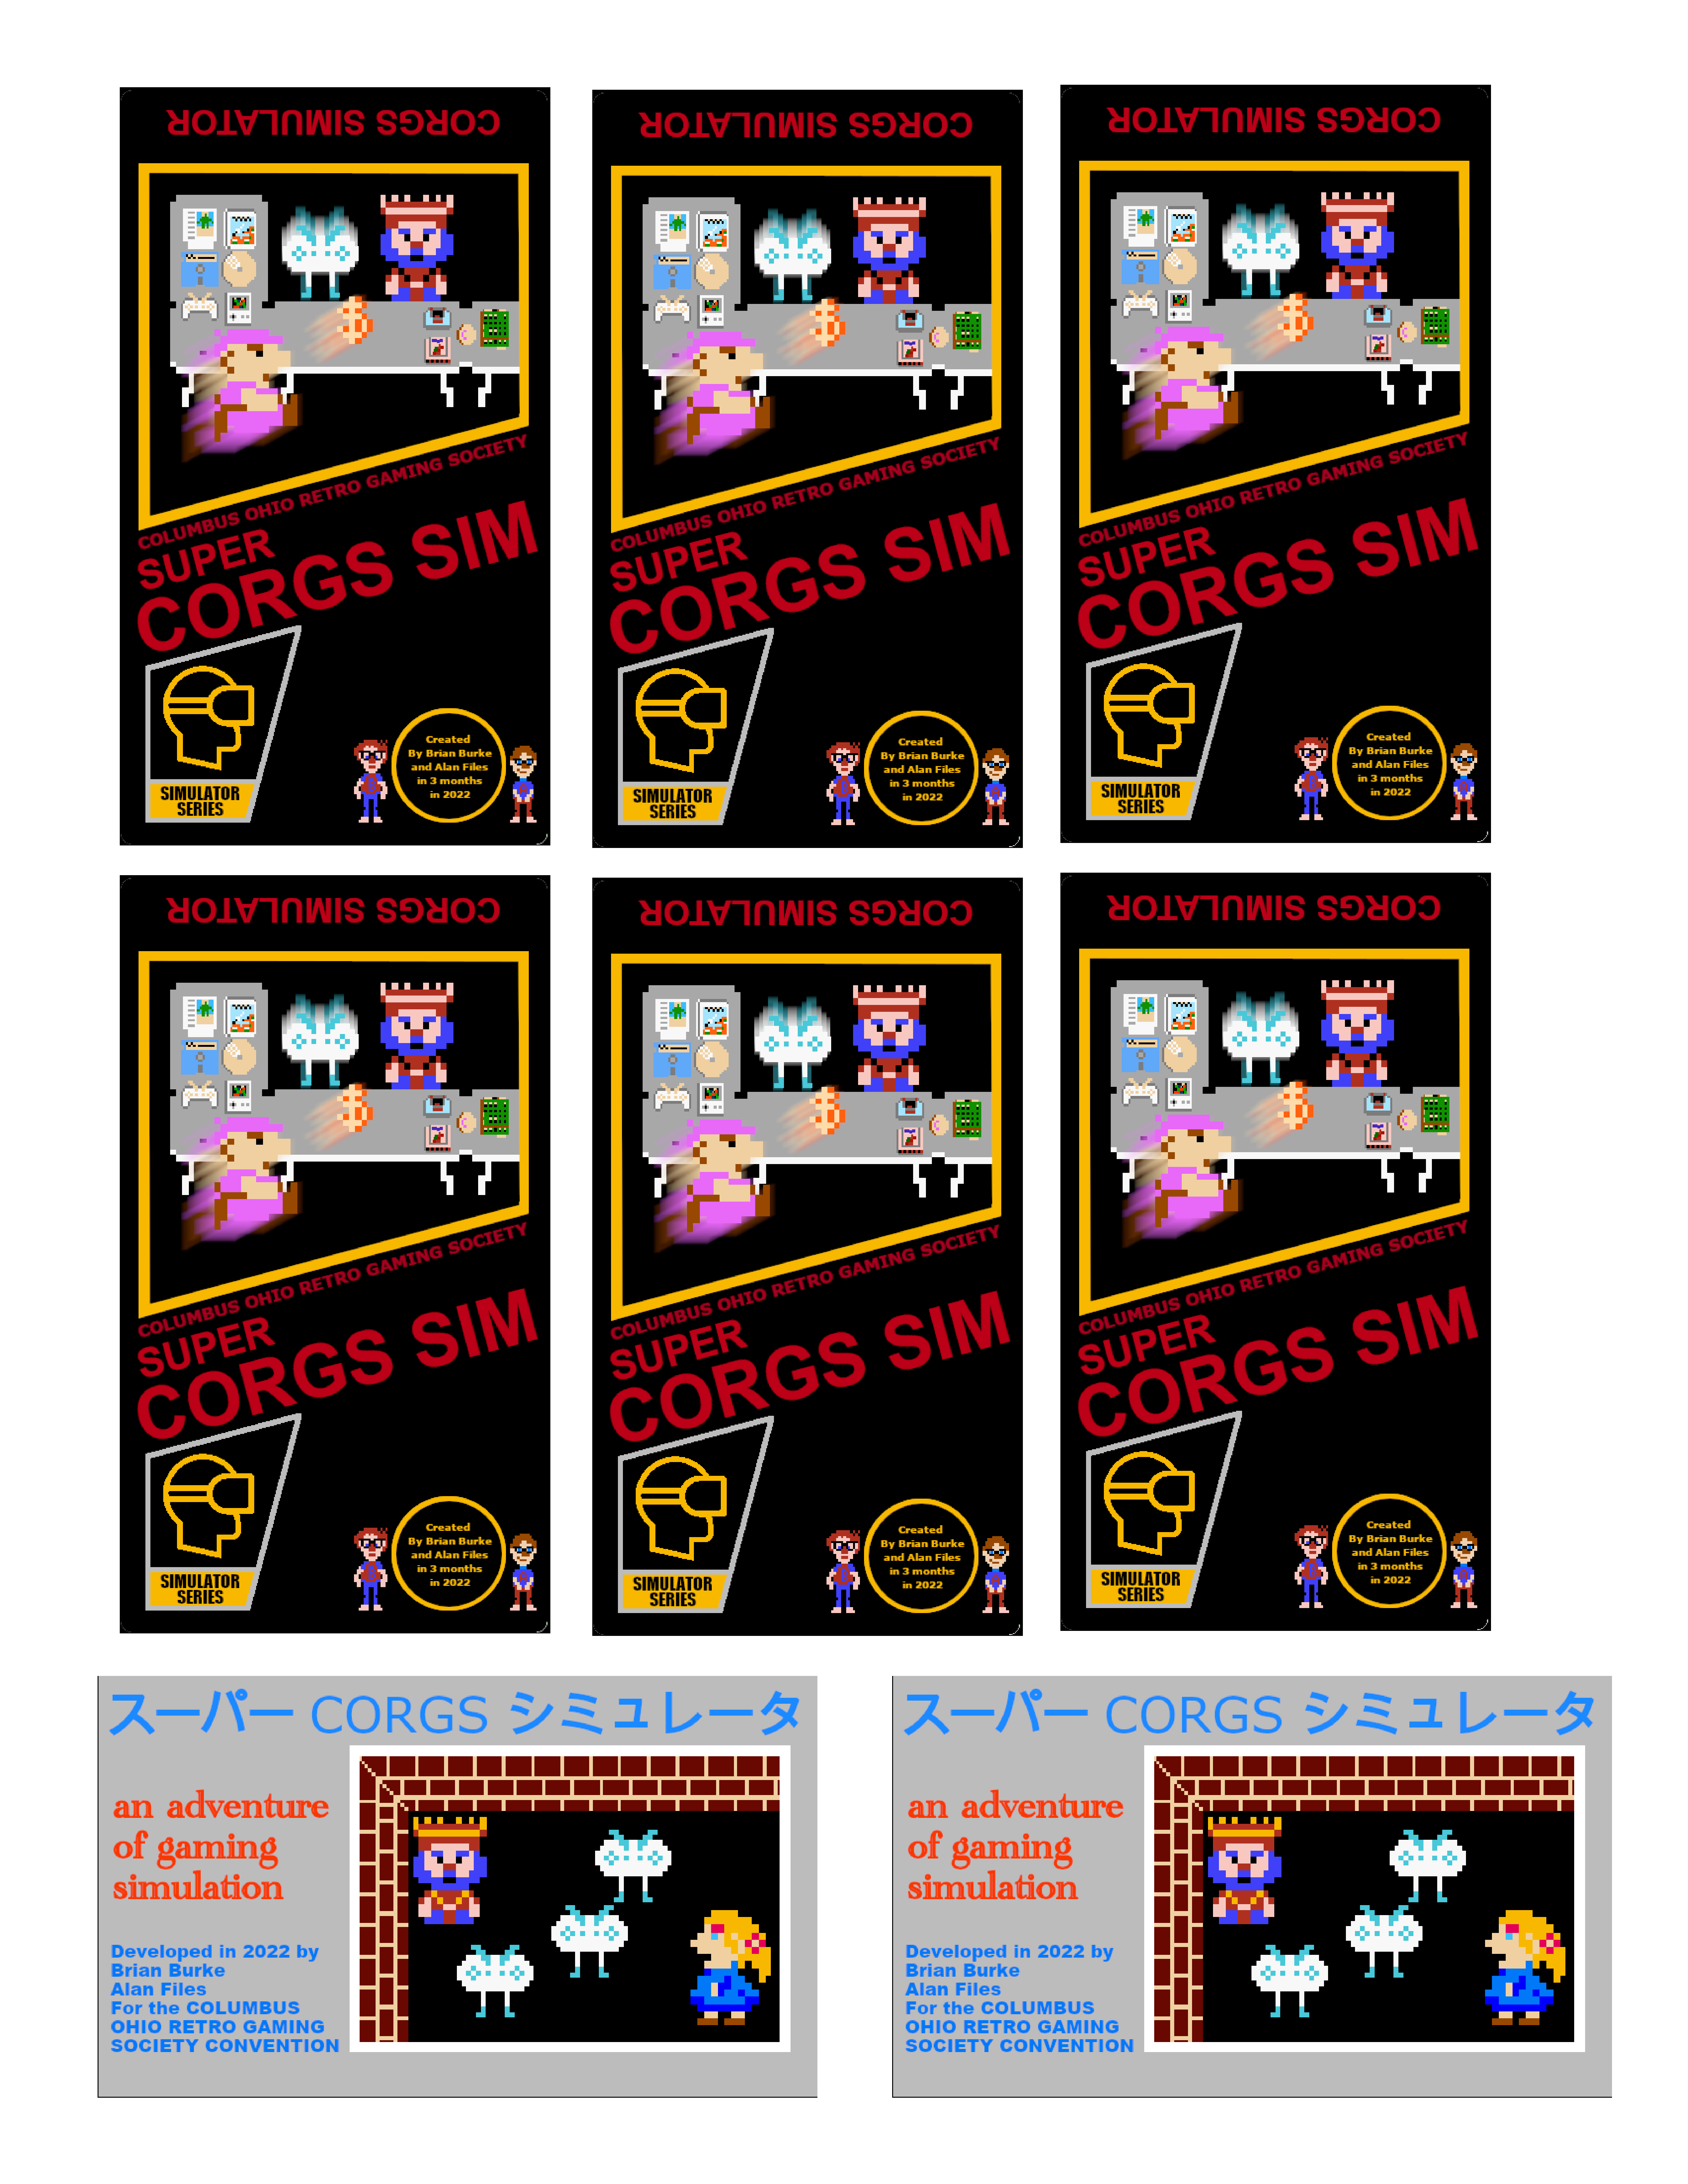 CORGS SIMULATOR
COLUMBUS OHIO RETRO GAMING SOCIETY
SUPER
CORGS SIM
SIMULATOR
SERIES
Created
By Brian Burke
and Alan Files
in 3 months
in 2022
CORGS SIMULATOR
COLUMBUS OHIO RETRO GAMING SOCIETY
SUPER
CORGS SIM
SIMULATOR
SERIES
Created
By Brian Burke
and Alan Files
in 3 months
in 2022
CORGS SIMULATOR
COLUMBUS OHIO RETRO GAMING SOCIETY
SUPER
CORGS SIM
SIMULATOR
SERIES
Created
By Brian Burke
and Alan Files
in 3 months
in 2022
CORGS SIMULATOR
COLUMBUS OHIO RETRO GAMING SOCIETY
SUPER
CORGS SIM
SIMULATOR
SERIES
Created
By Brian Burke
and Alan Files
in 3 months
in 2022
CORGS SIMULATOR
COLUMBUS OHIO RETRO GAMING SOCIETY
SUPER
CORGS SIM
SIMULATOR
SERIES
Created
By Brian Burke
and Alan Files
in 3 months
in 2022
CORGS SIMULATOR
COLUMBUS OHIO RETRO GAMING SOCIETY
SUPER
CORGS SIM
SIMULATOR
SERIES
Created
By Brian Burke
and Alan Files
in 3 months
in 2022
スーパー CORGS シミュレータ
an adventure
of gaming
simulation
Developed in 2022 by
Brian Burke
Alan Files
For the COLUMBUS
OHIO RETRO GAMING
SOCIETY CONVENTION
スーパー CORGS シミュレータ
an adventure
of gaming
simulation
Developed in 2022 by
Brian Burke
Alan Files
For the COLUMBUS
OHIO RETRO GAMING
SOCIETY CONVENTION